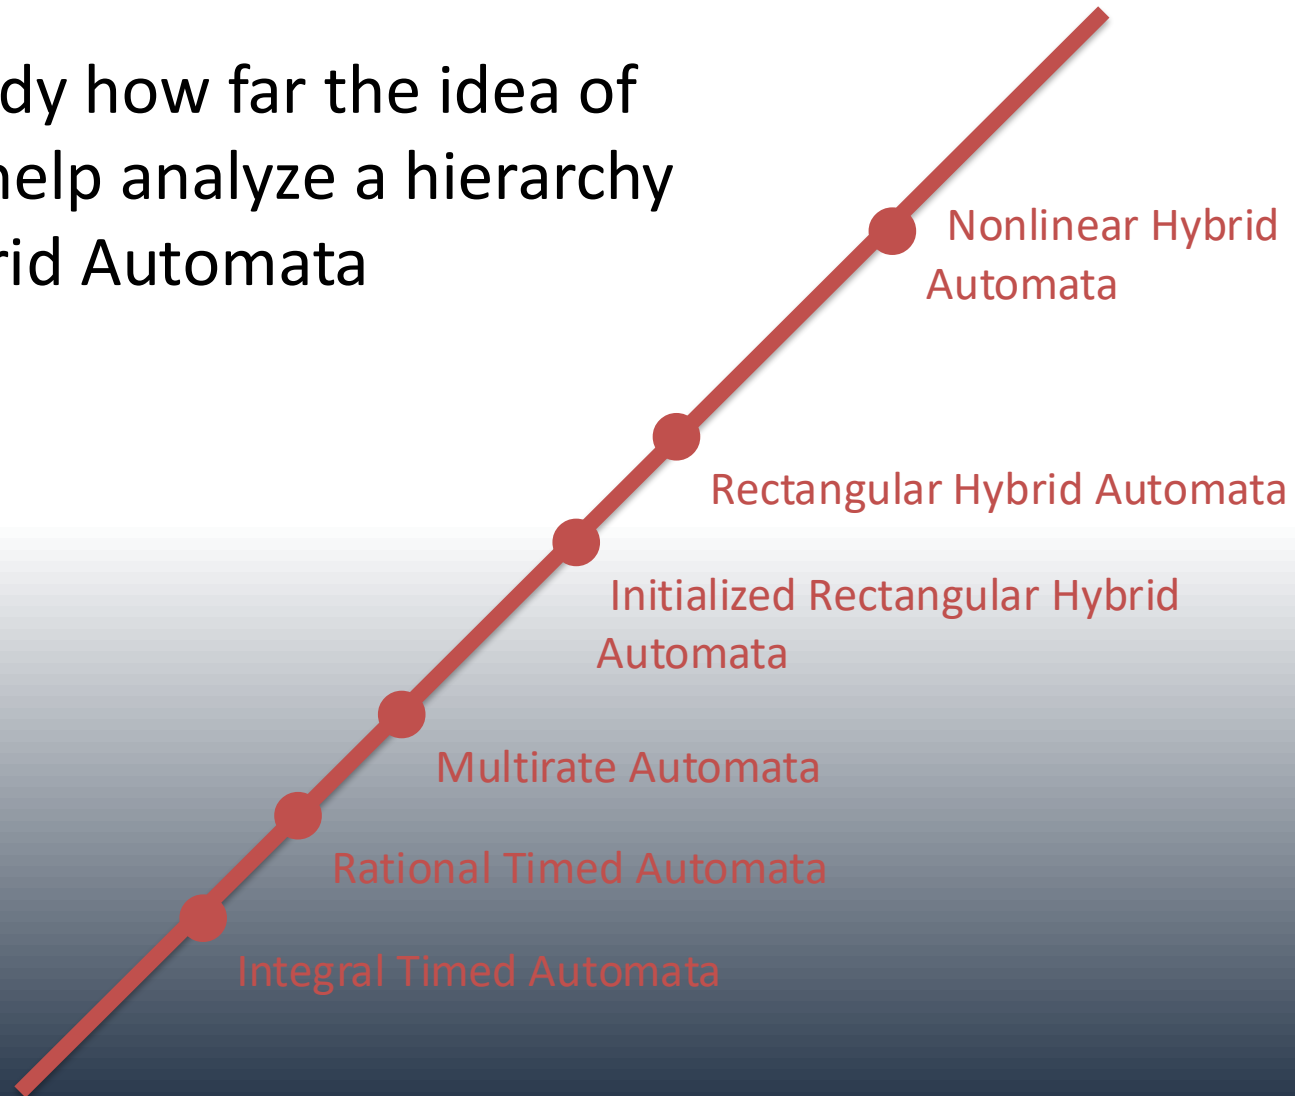 dy how far the idea of
help analyze a hierarchy
rid Automata
Nonlinear Hybrid
Automata
Rectangular Hybrid Automata
Initialized Rectangular Hybrid
Automata
Multirate Automata
Rational Timed Automata
Integral Timed Automata